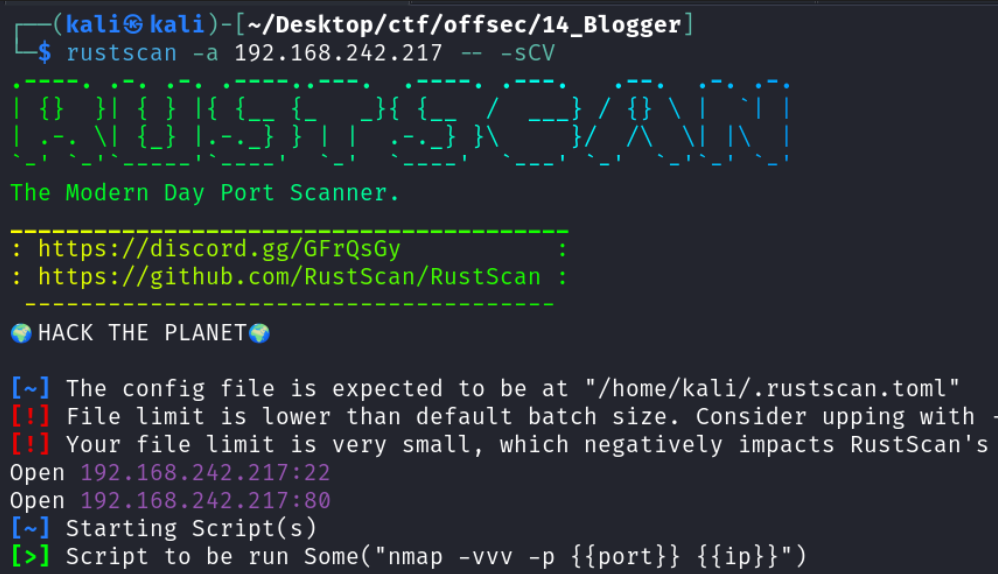 ┌──(kali㉿kali)-[~/Desktop/ctf/offsec/14_Blogger]
└─$ rustscan -a 192.168.242.217 -- -sCV
RUSTSCAN
The Modern Day Port Scanner.
: https://discord.gg/GFrQsGy :
: https://github.com/RustScan/RustScan :
🌍HACK THE PLANET🌍
[~] The config file is expected to be at "/home/kali/.rustscan.toml"
[!] File limit is lower than default batch size. Consider upping with -
[!] Your file limit is very small, which negatively impacts RustScan's
Open 192.168.242.217:22
Open 192.168.242.217:80
[~] Starting Script(s)
[>] Script to be run Some("nmap -vvv -p {{port}} {{ip}}")